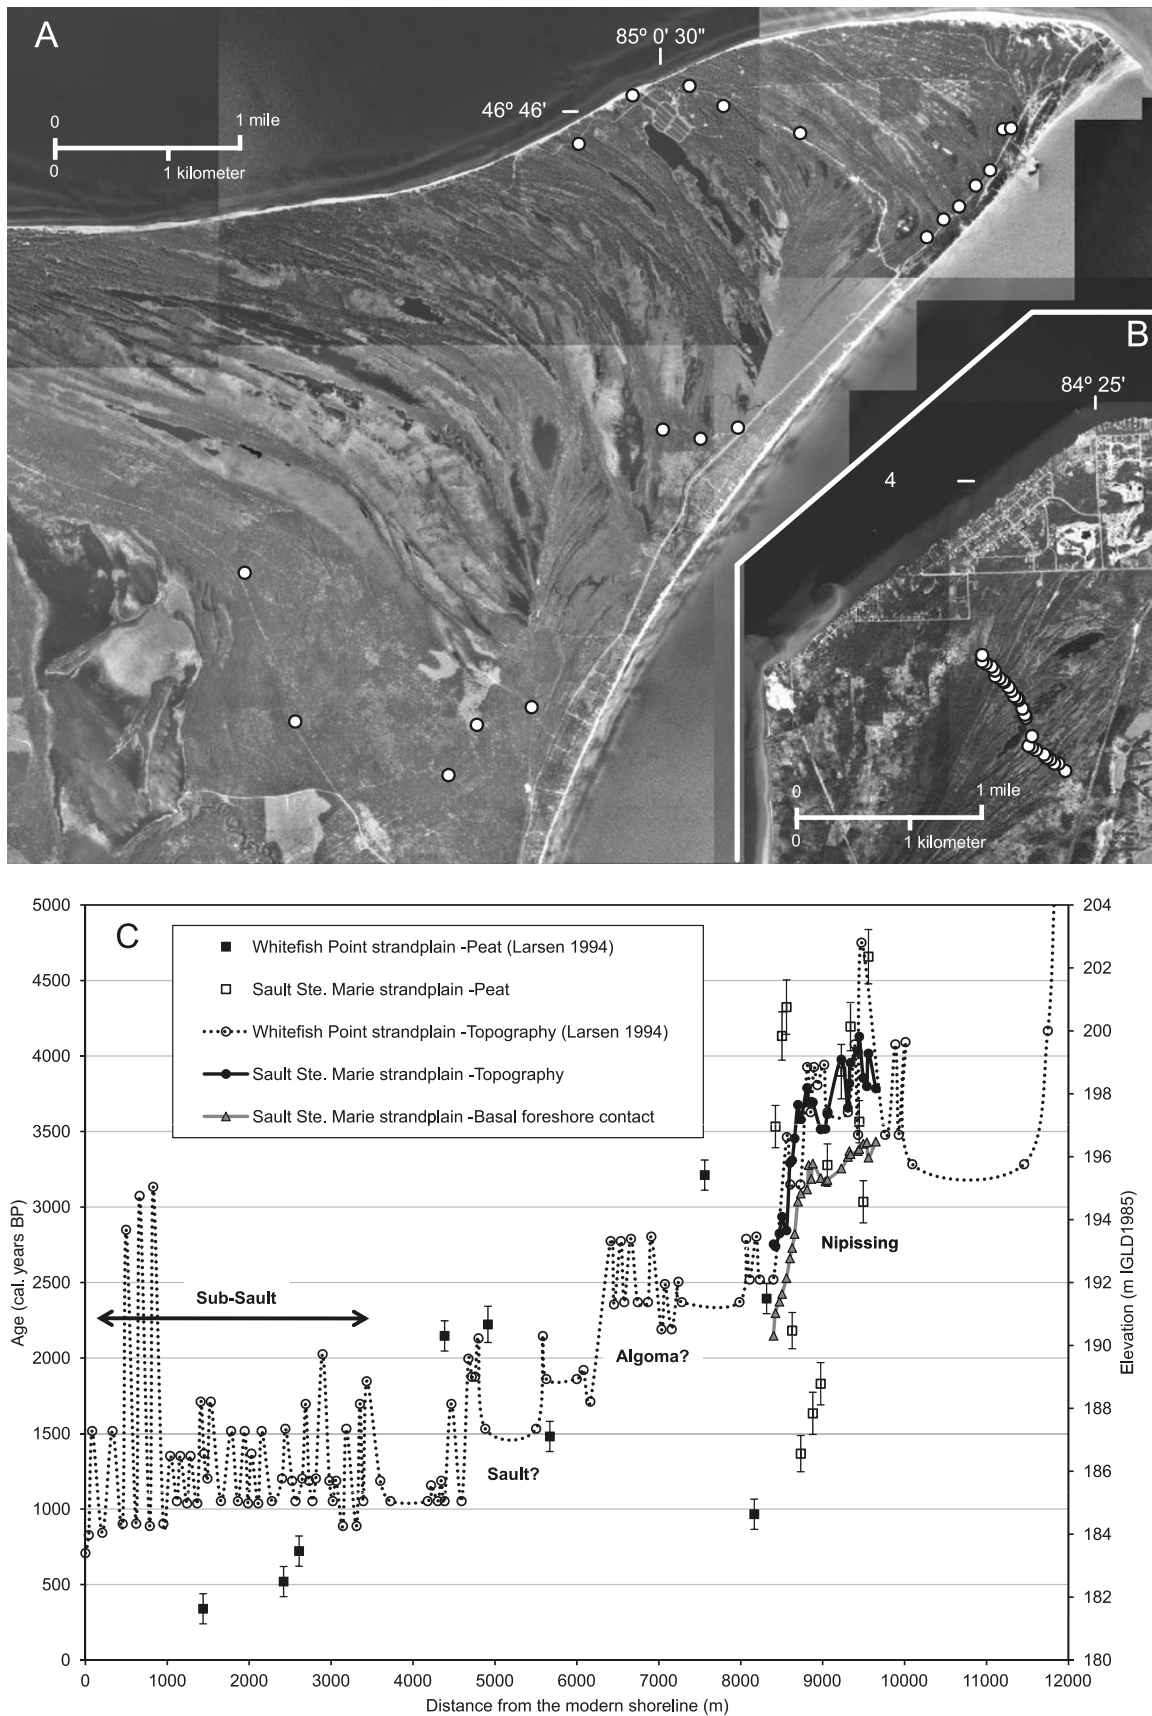 A
85º 0' 30"
46º 46'
0
1 mile
0
1 kilometer
B
84º 25'
4
0
1 mile
0
1 kilometer
C
Whitefish Point strandplain -Peat (Larsen 1994)
Sault Ste. Marie strandplain -Peat
Whitefish Point strandplain -Topography (Larsen 1994)
Sault Ste. Marie strandplain -Topography
Sault Ste. Marie strandplain -Basal foreshore contact
Age (cal. years BP)
5000
4500
4000
3500
3000
2500
2000
1500
1000
500
0
Sub-Sault
Sault?
Algoma?
Nipissing
204
202
200
198
196
194
192
190
188
186
184
182
180
Elevation (m IGLD1985)
0 1000 2000 3000 4000 5000 6000 7000 8000 9000 10000 11000 12000
Distance from the modern shoreline (m)